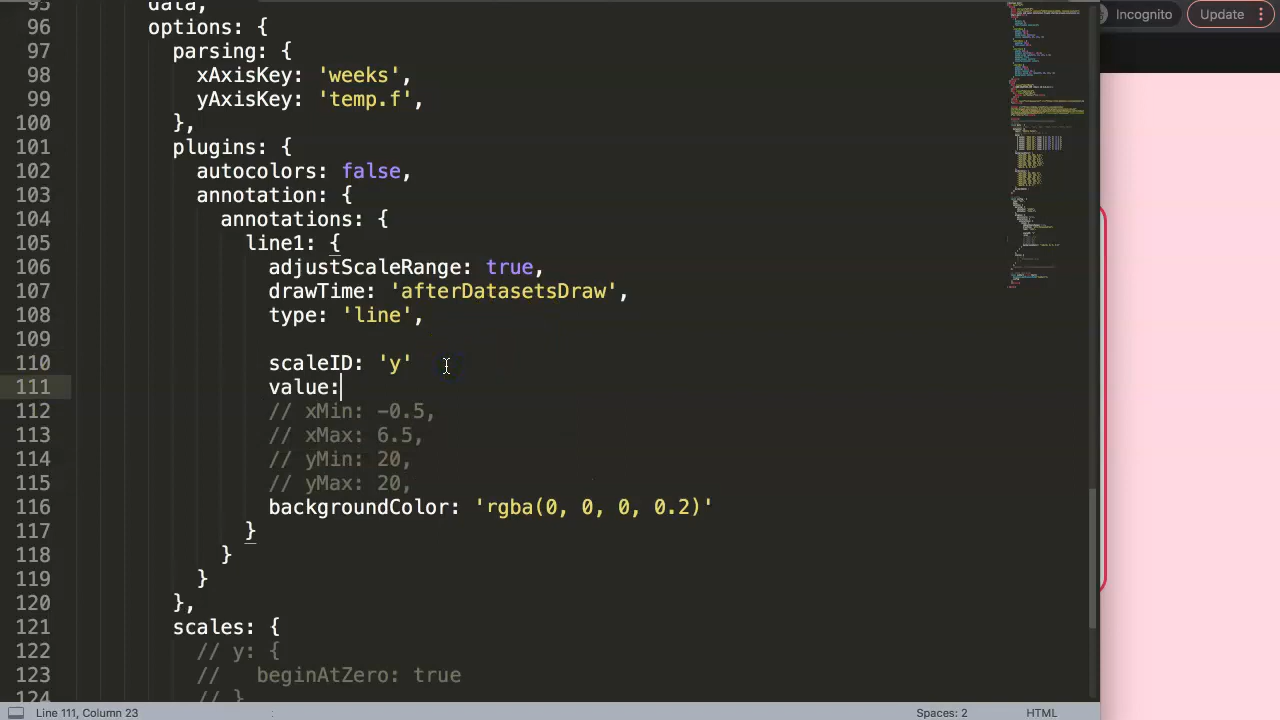 95 data,
96 options: {
97 parsing: {
98 xAxisKey: 'weeks',
99 yAxisKey: 'temp.f',
100 },
101 plugins: {
102 autocolors: false,
103 annotation: {
104 annotations: {
105 line1: {
106 adjustScaleRange: true,
107 drawTime: 'afterDatasetsDraw',
108 type: 'line',
109
110 scaleID: 'y'
111 value:
112 // xMin: -0.5,
113 // xMax: 6.5,
114 // yMin: 20,
115 // yMax: 20,
116 backgroundColor: 'rgba(0, 0, 0, 0.2)'
117 }
118 }
119 }
120 },
121 scales: {
122 // y: {
123 // beginAtZero: true
124 // }
Line 111, Column 23
Spaces: 2
HTML
Incognito
Update